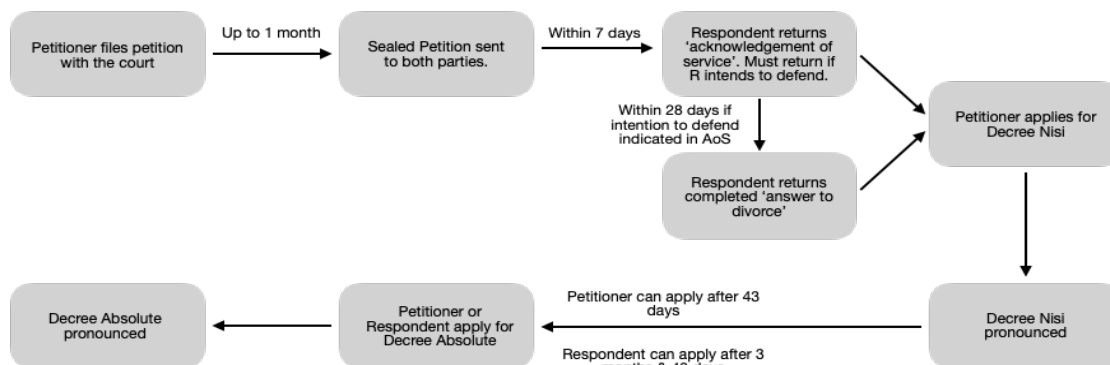 Petitioner files petition
with the court
Up to 1 month
Sealed Petition sent
to both parties.
Within 7 days
Respondent returns
‘acknowledgement of
service’. Must return if
R intends to defend.
Within 28 days if
intention to defend
indicated in AoS
Respondent returns
completed ‘answer to
divorce’
Petitioner applies for
Decree Nisi
Decree Nisi
pronounced
Petitioner can apply after 43
days
Respondent can apply after 3
Petitioner or
Respondent apply for
Decree Absolute
Decree Absolute
pronounced